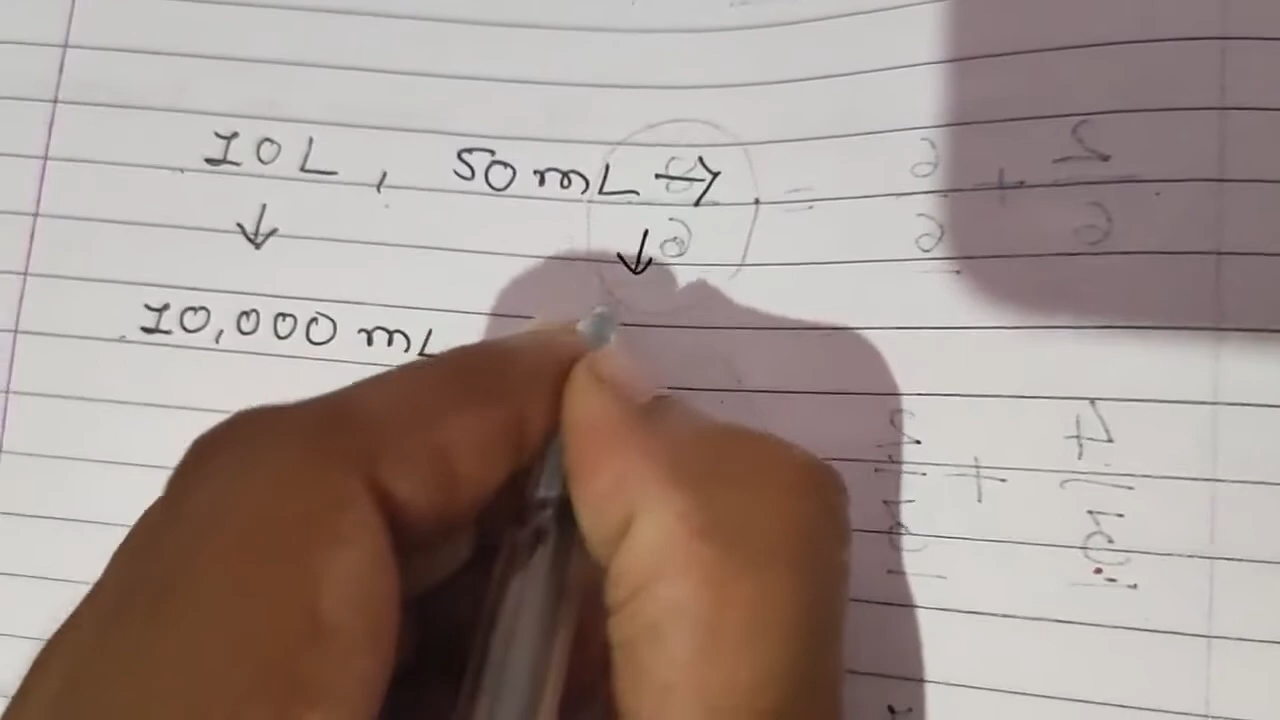 10L, 50mL →
↓ ↓
10,000 mL